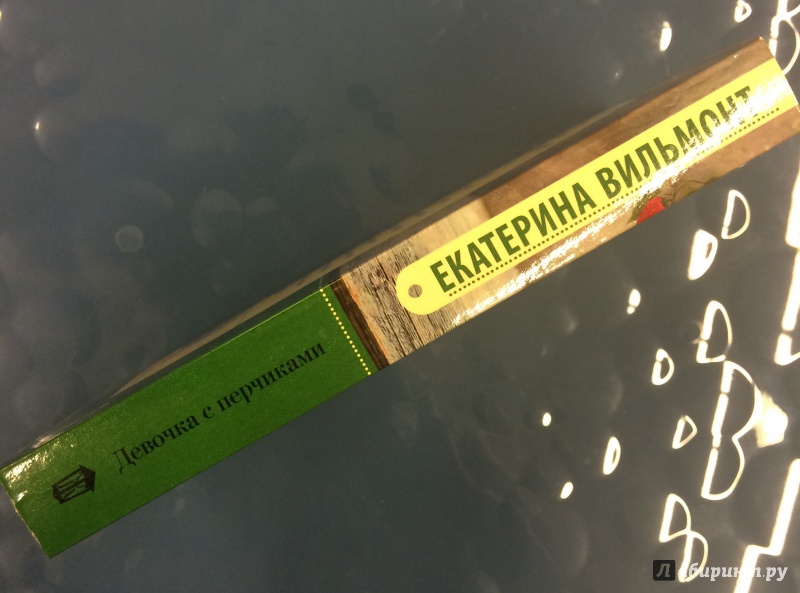 ЕКАТЕРИНА ВИЛЬМОНТ
Девочка с перчиками
Лабиринт.ру